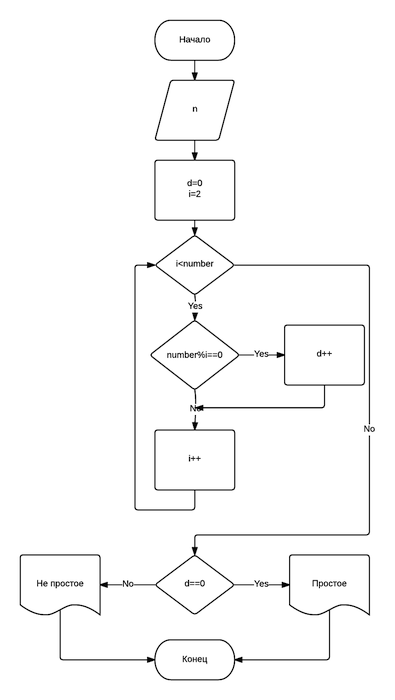 Начало
n
d=0
i=2
i<number
Yes
number%i==0
Yes
d++
No
i++
No
Не простое
No
d==0
Yes
Простое
Конец